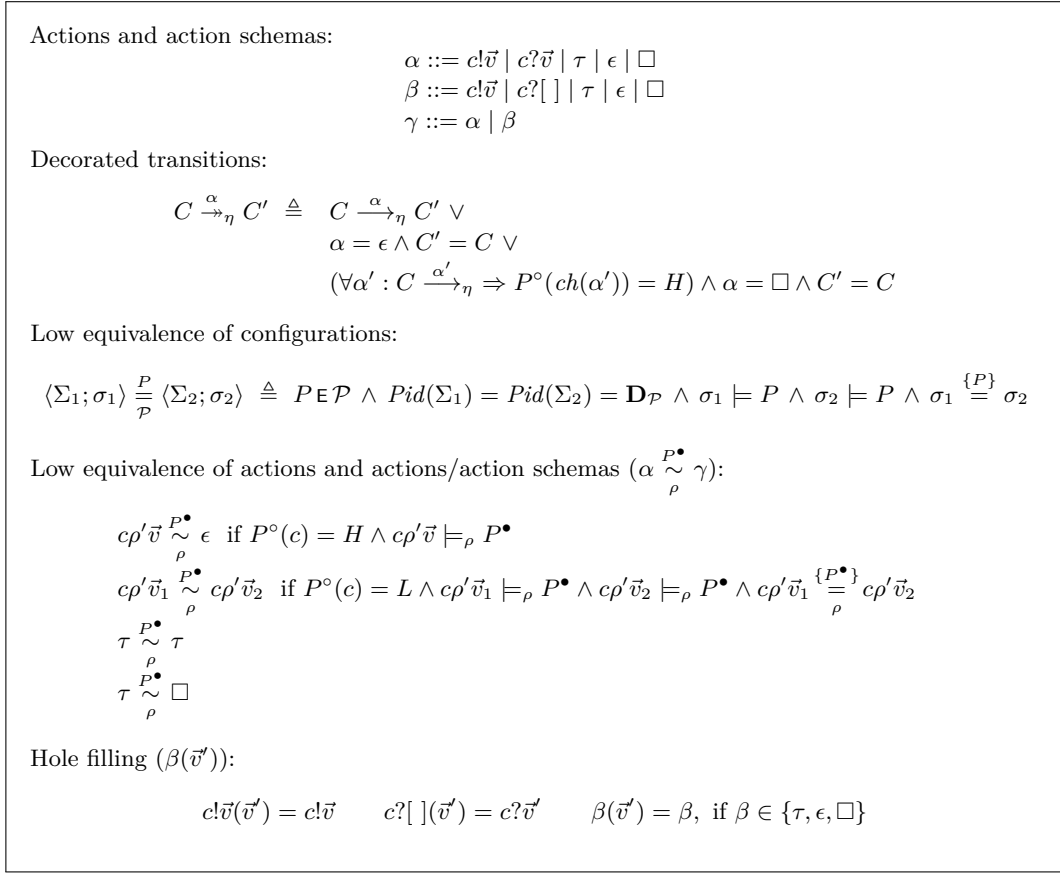 Actions and action schemas:
α ::= c!v⃗ | c?v⃗ | τ | ϵ | □
β ::= c!v⃗ | c?[ ] | τ | ϵ | □
γ ::= α | β
Decorated transitions:
C ↠^α_η C′ ≜ C ⟶^α_η C′ ∨
α = ϵ ∧ C′ = C ∨
(∀α′ : C ⟶^α′_η ⇒ P°(ch(α′)) = H) ∧ α = □ ∧ C′ = C
Low equivalence of configurations:
⟨Σ₁; σ₁⟩ =^P_𝒫 ⟨Σ₂; σ₂⟩ ≜ P E 𝒫 ∧ Pid(Σ₁) = Pid(Σ₂) = D_𝒫 ∧ σ₁ ⊨ P ∧ σ₂ ⊨ P ∧ σ₁ =^{P} σ₂
Low equivalence of actions and actions/action schemas (α ∼^P•_ρ γ):
cρ′v⃗ ∼^P•_ρ ϵ if P°(c) = H ∧ cρ′v⃗ ⊨_ρ P•
cρ′v⃗₁ ∼^P•_ρ cρ′v⃗₂ if P°(c) = L ∧ cρ′v⃗₁ ⊨_ρ P• ∧ cρ′v⃗₂ ⊨_ρ P• ∧ cρ′v⃗₁ =^{P•}_ρ cρ′v⃗₂
τ ∼^P•_ρ τ
τ ∼^P•_ρ □
Hole filling (β(v⃗′)):
c!v⃗(v⃗′) = c!v⃗ c?[ ](v⃗′) = c?v⃗′ β(v⃗′) = β, if β ∈ {τ, ϵ, □}